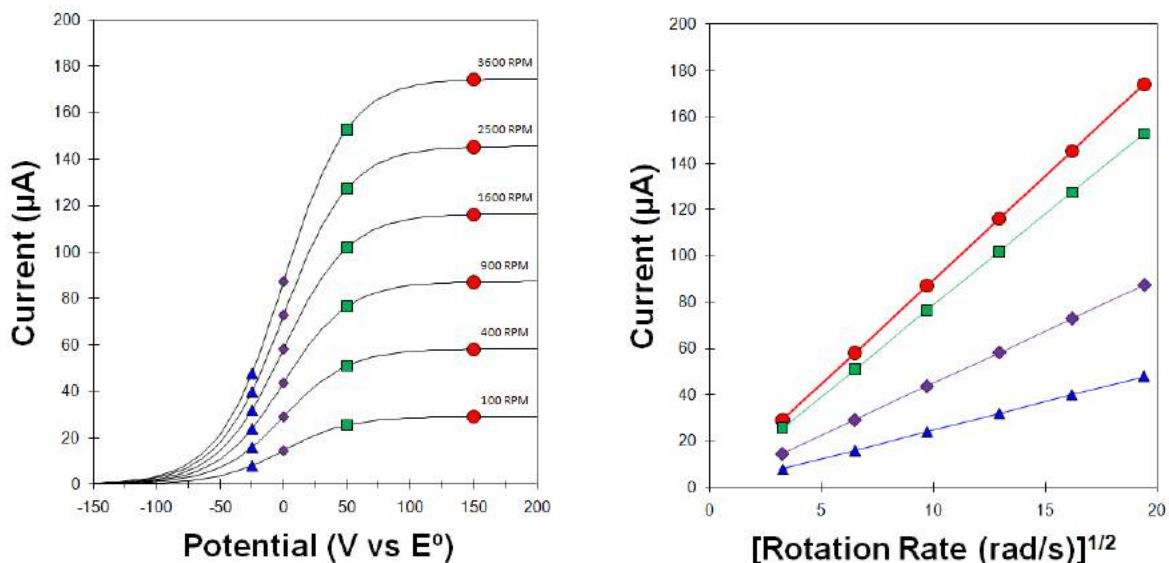 200
180
160
140
120
100
80
60
40
20
0
Current (µA)
3600 RPM
2500 RPM
1600 RPM
900 RPM
400 RPM
100 RPM
-150 -100 -50 0 50 100 150 200
Potential (V vs Eº)
200
180
160
140
120
100
80
60
40
20
0
Current (µA)
0 5 10 15 20
[Rotation Rate (rad/s)]¹ᐟ²